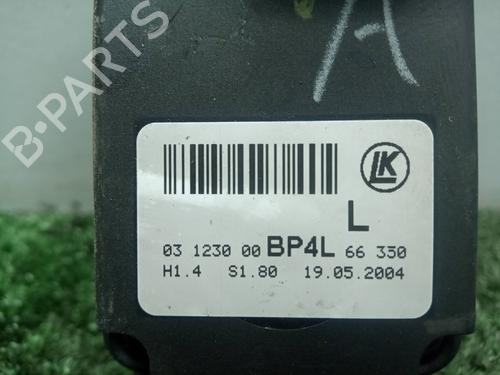 A
B-PARTS
LK
L
03 1230 00 BP4L 66 350
H1.4 S1.80 19.05.2004